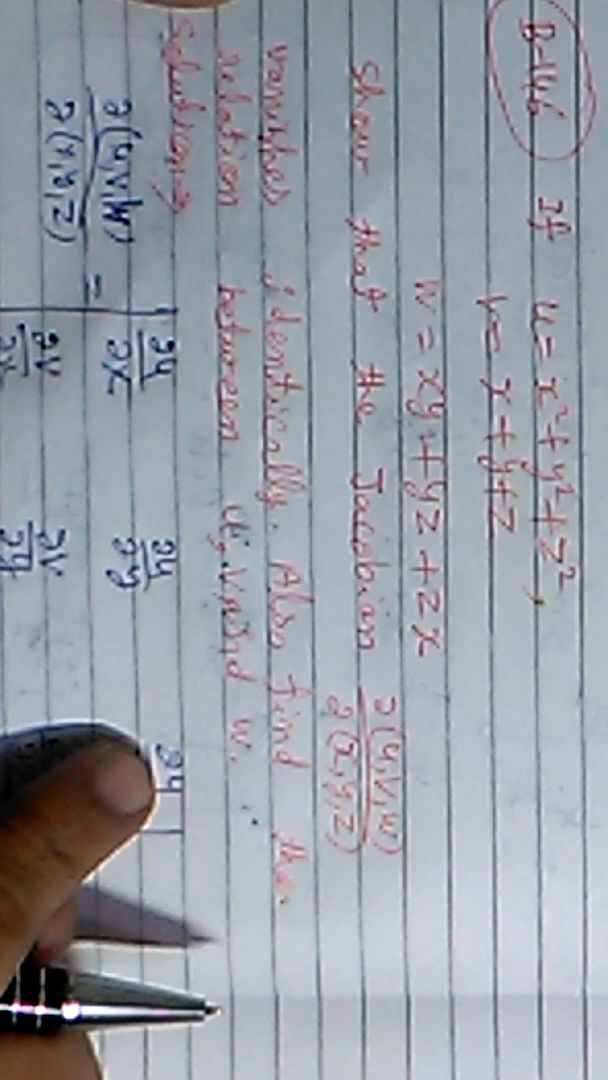 B-146 If u = x² + y² + z²,
v = x + y + z
w = xy + yz + zx
show that the Jacobian ∂(u,v,w)/∂(x,y,z)
vanishes identically. Also find the
relation between u, v and w.
Solution →
∂(u,v,w)/∂(x,y,z) = | ∂u/∂x ∂u/∂y ∂u
∂v/∂x ∂v/∂y